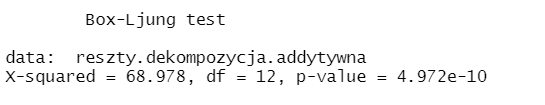 Box-Ljung test
data: reszty.dekompozycja.addytywna
X-squared = 68.978, df = 12, p-value = 4.972e-10